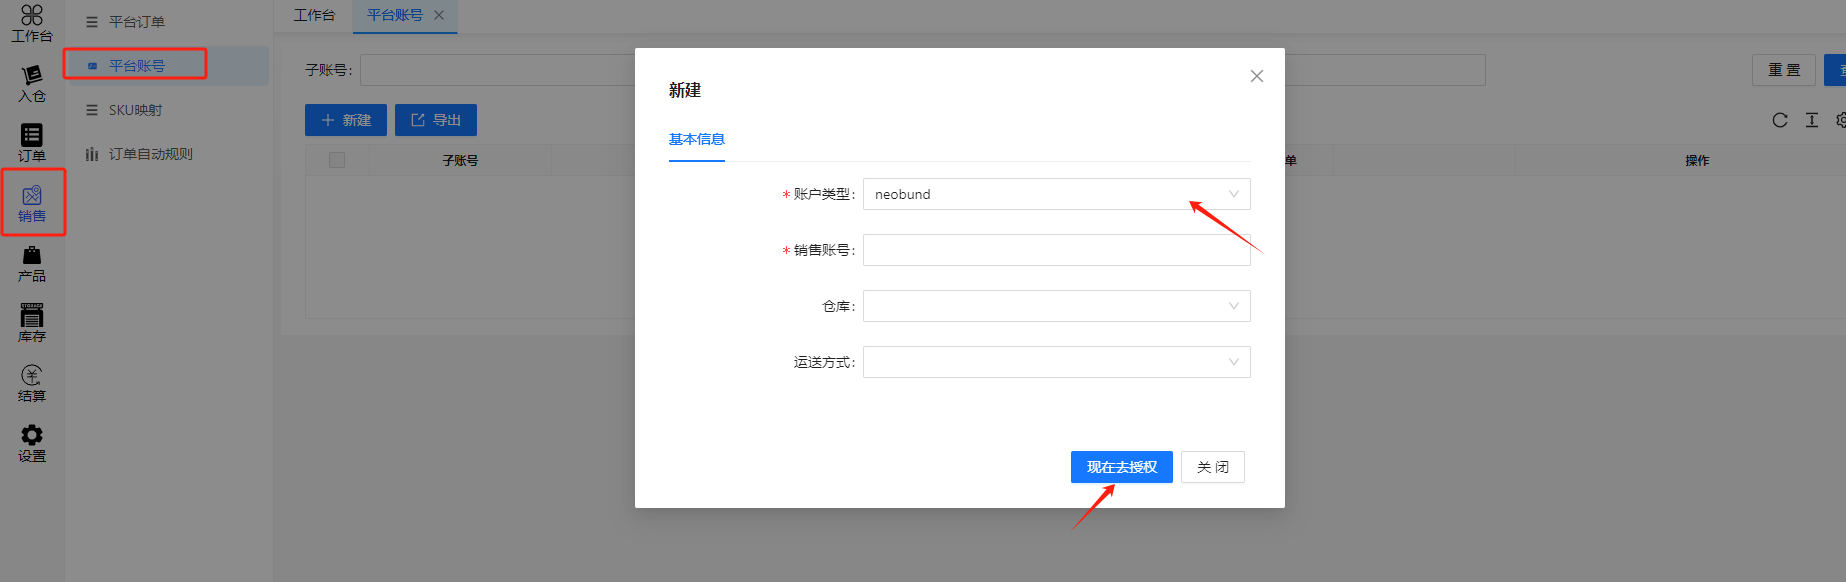 工作台
入仓
订单
销售
产品
STORAGE
库存
结算
设置
平台订单
平台账号
SKU映射
订单自动规则
工作台
平台账号
子账号:
重 置
新建
导出
子账号
单
操作
新建
基本信息
* 账户类型: neobund
* 销售账号:
仓库:
运送方式:
现在去授权
关 闭